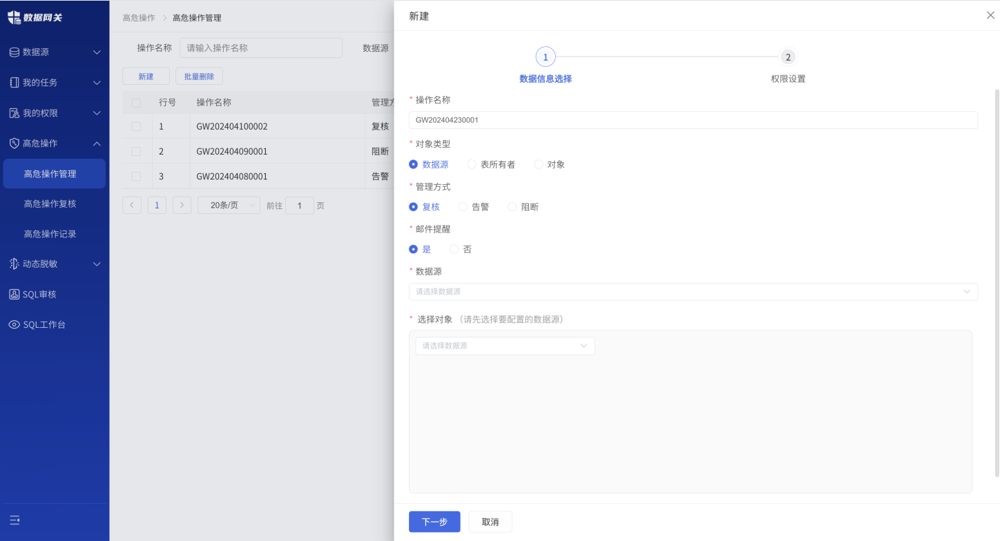 数据网关
数据源
我的任务
我的权限
高危操作
高危操作管理
高危操作复核
高危操作记录
动态脱敏
SQL审核
SQL工作台
高危操作 > 高危操作管理
操作名称 请输入操作名称 数据源
新建 批量删除
行号 操作名称 管理方
1 GW202404100002 复核
2 GW202404090001 阻断
3 GW202404080001 告警
< 1 > 20条/页 前往 1 页
新建
1 2
数据信息选择 权限设置
* 操作名称
GW202404230001
* 对象类型
数据源 表所有者 对象
* 管理方式
复核 告警 阻断
* 邮件提醒
是 否
* 数据源
请选择数据源
* 选择对象 （请先选择要配置的数据源）
请选择数据源
下一步 取消